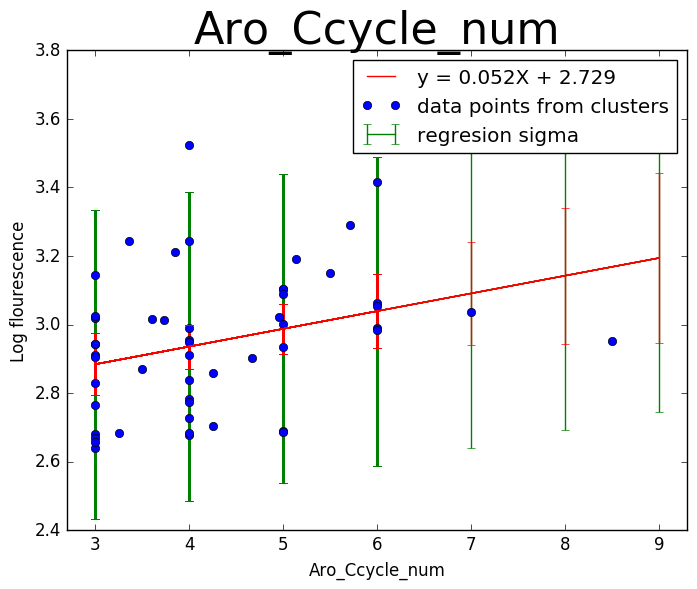 Aro_Ccycle_num
y = 0.052X + 2.729
data points from clusters
regresion sigma
3.8
3.6
3.4
3.2
3.0
2.8
2.6
2.4
Log flourescence
3 4 5 6 7 8 9
Aro_Ccycle_num